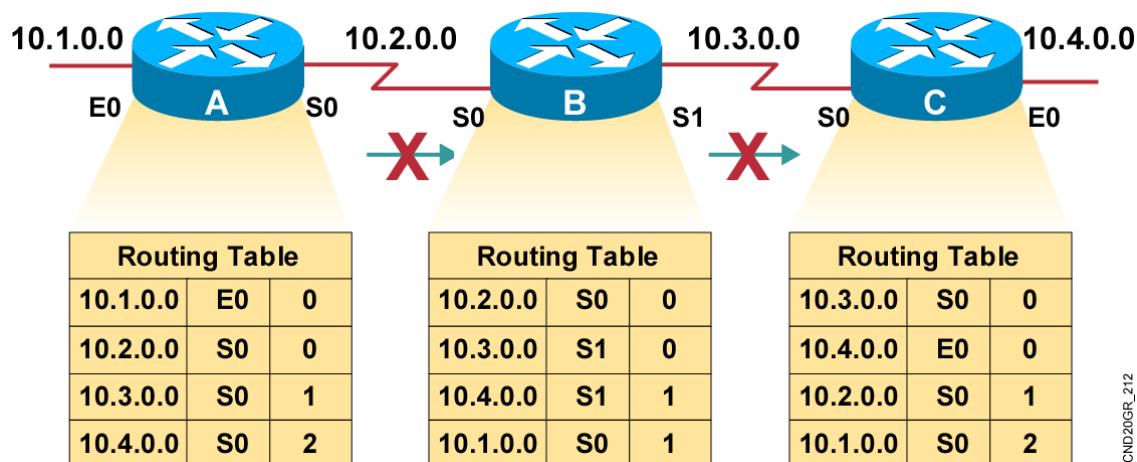 10.1.0.0 10.2.0.0 10.3.0.0 10.4.0.0
A B C
E0 S0 S0 S1 S0 E0
X X
Routing Table
10.1.0.0 E0 0
10.2.0.0 S0 0
10.3.0.0 S0 1
10.4.0.0 S0 2
Routing Table
10.2.0.0 S0 0
10.3.0.0 S1 0
10.4.0.0 S1 1
10.1.0.0 S0 1
Routing Table
10.3.0.0 S0 0
10.4.0.0 E0 0
10.2.0.0 S0 1
10.1.0.0 S0 2
CND20GR_212